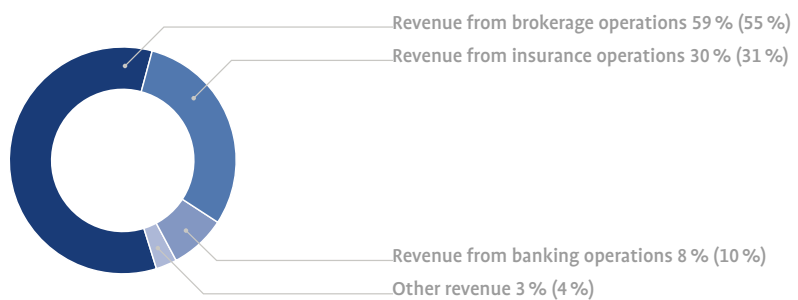 Revenue from brokerage operations 59 % (55 %)
Revenue from insurance operations 30 % (31 %)
Revenue from banking operations 8 % (10 %)
Other revenue 3 % (4 %)